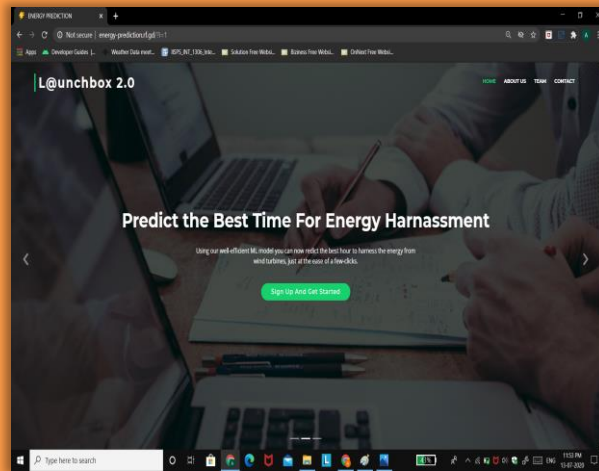 ENERGY PREDICTION
Not secure | energy-prediction.rf.gd/?i=1
Apps Developer Guides |... Weather Data meet... Solution Free Websi... Bizness Free Websi... OnNext Free Websi...
L@unchbox 2.0
HOME ABOUT US TEAM CONTACT
Predict the Best Time For Energy Harnassment
Using our well-efficient ML model you can now redict the best hour to harness the energy from
wind turbines, just at the ease of a few-clicks.
Sign Up And Get Started
Type here to search
ENG
11:53 PM
13-07-2020